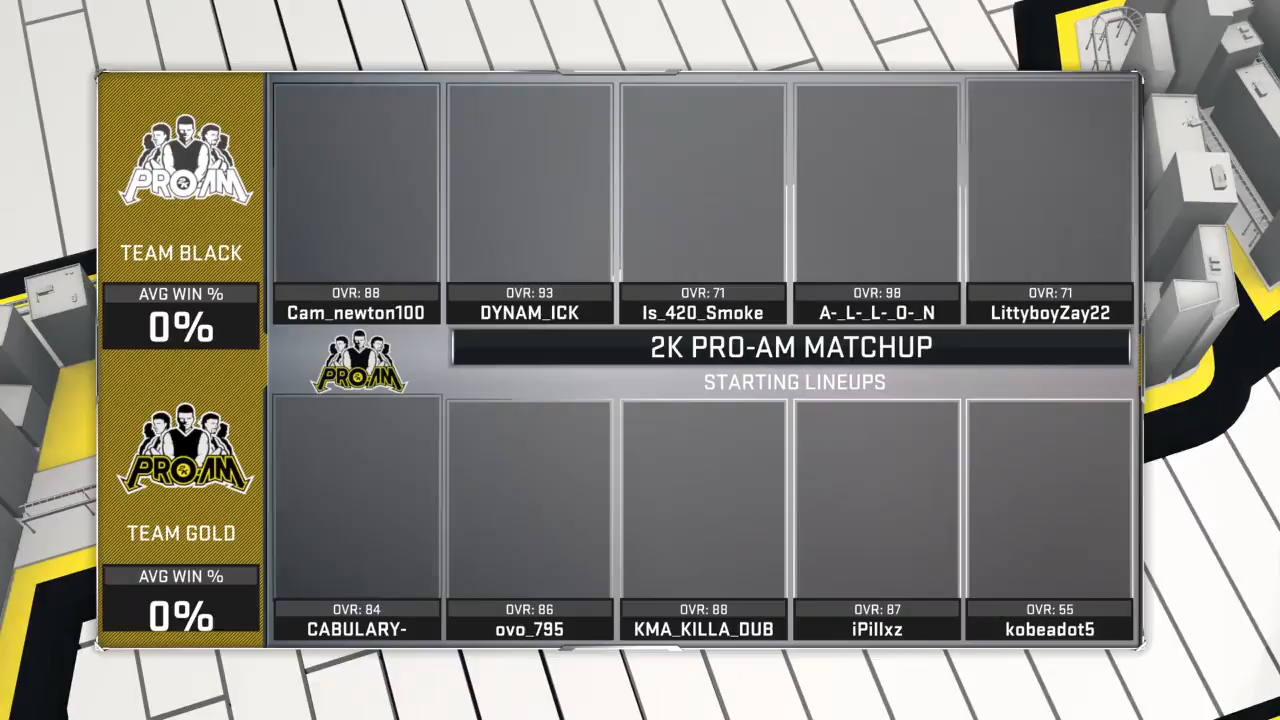 PRO-AM
TEAM BLACK
AVG WIN %
0%
OVR: 88
Cam_newton100
OVR: 93
DYNAM_ICK
OVR: 71
Is_420_Smoke
OVR: 98
A-_L-_L-_O-_N
OVR: 71
LittyboyZay22
PRO-AM
2K PRO-AM MATCHUP
STARTING LINEUPS
PRO-AM
TEAM GOLD
AVG WIN %
0%
OVR: 84
CABULARY-
OVR: 86
ovo_795
OVR: 88
KMA_KILLA_DUB
OVR: 87
iPillxz
OVR: 55
kobeadot5